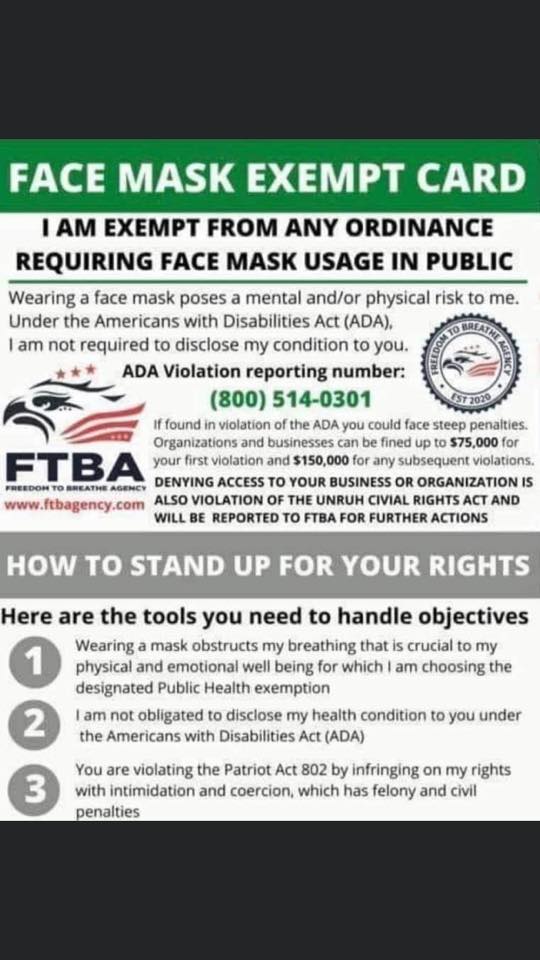 FACE MASK EXEMPT CARD
I AM EXEMPT FROM ANY ORDINANCE
REQUIRING FACE MASK USAGE IN PUBLIC
Wearing a face mask poses a mental and/or physical risk to me.
Under the Americans with Disabilities Act (ADA),
I am not required to disclose my condition to you.
FREEDOM TO BREATHE AGENCY
EST 2020
ADA Violation reporting number:
(800) 514-0301
FTBA
FREEDOM TO BREATHE AGENCY
www.ftbagency.com
If found in violation of the ADA you could face steep penalties.
Organizations and businesses can be fined up to $75,000 for
your first violation and $150,000 for any subsequent violations.
DENYING ACCESS TO YOUR BUSINESS OR ORGANIZATION IS
ALSO VIOLATION OF THE UNRUH CIVIAL RIGHTS ACT AND
WILL BE REPORTED TO FTBA FOR FURTHER ACTIONS
HOW TO STAND UP FOR YOUR RIGHTS
Here are the tools you need to handle objectives
1 Wearing a mask obstructs my breathing that is crucial to my
physical and emotional well being for which I am choosing the
designated Public Health exemption
2 I am not obligated to disclose my health condition to you under
the Americans with Disabilities Act (ADA)
3 You are violating the Patriot Act 802 by infringing on my rights
with intimidation and coercion, which has felony and civil
penalties